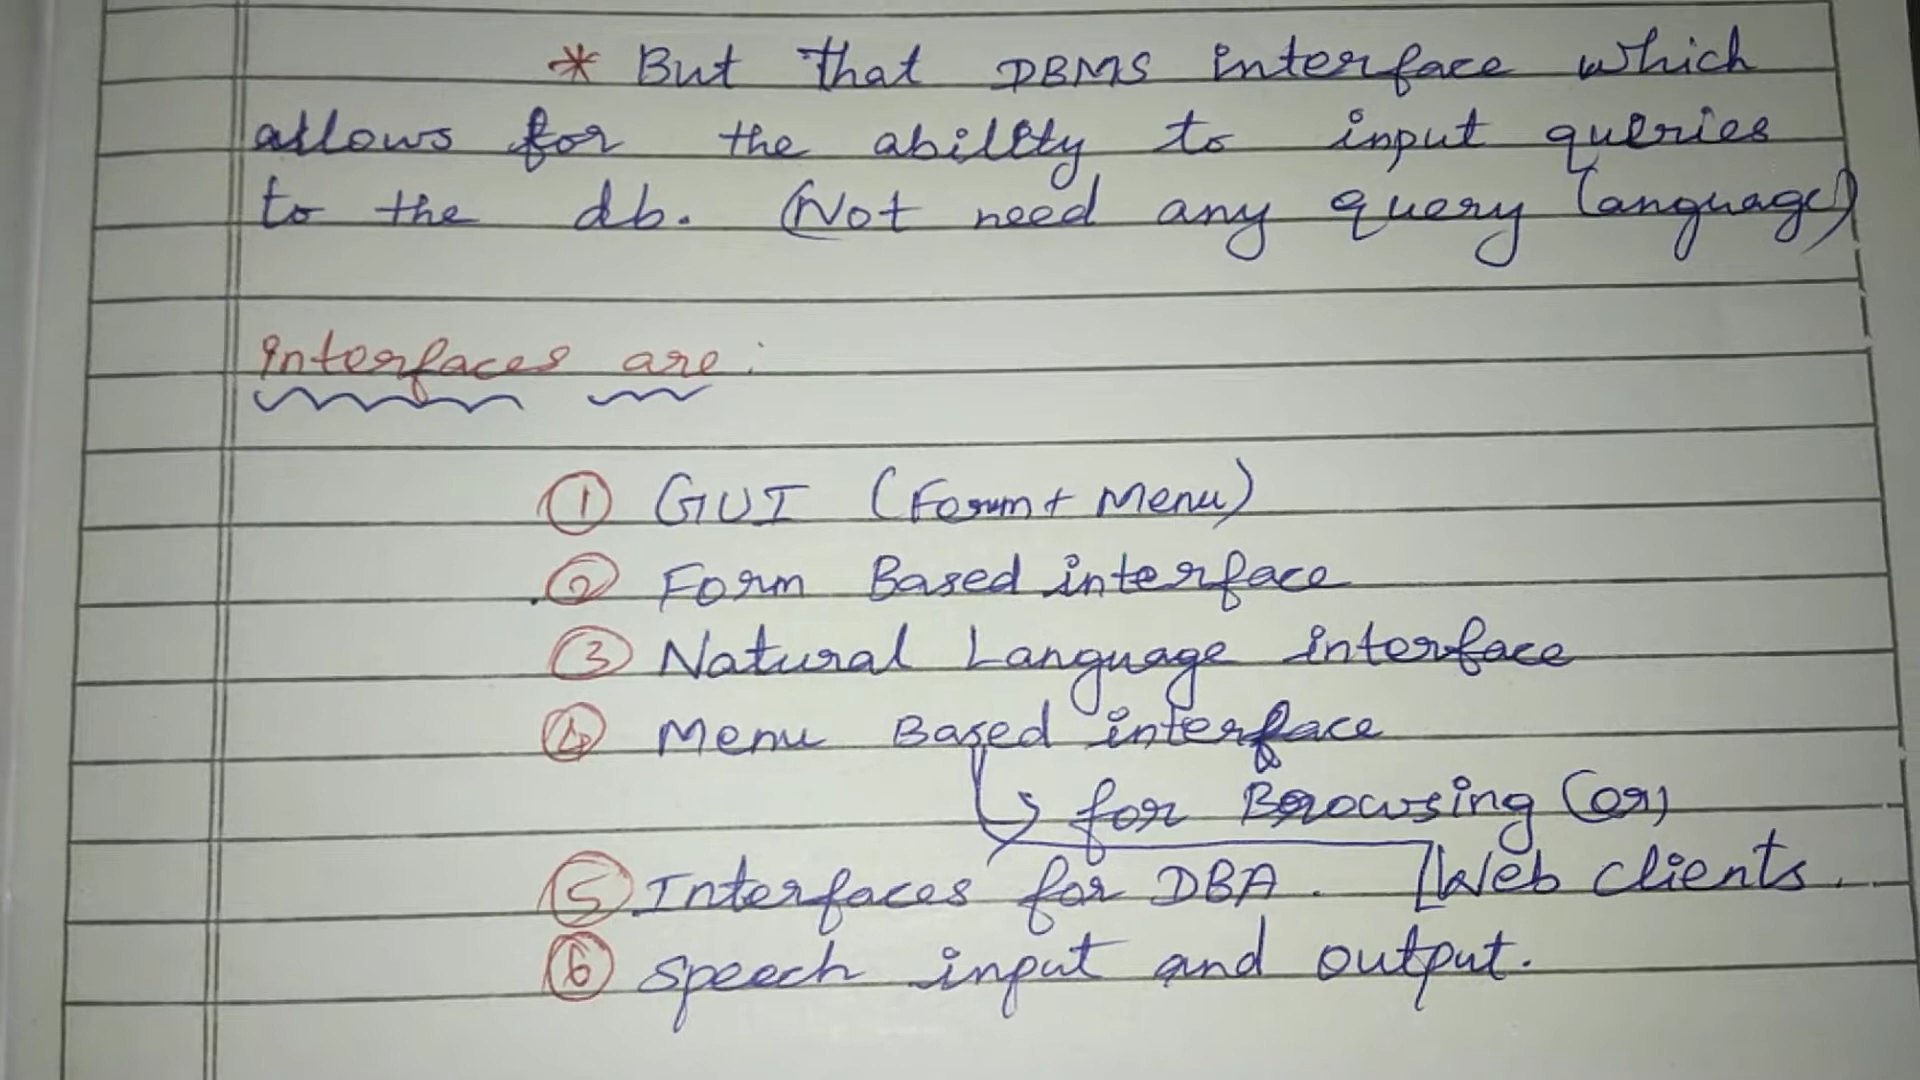 * But that DBMS interface which
allows for the ability to input queries
to the db. (Not need any query language)
interfaces are:
① GUI (Form + Menu)
② Form Based interface
③ Natural Language interface
④ Menu Based interface
↳ for Browsing (or)
⑤ Interfaces for DBA. [Web clients.
⑥ speech input and output.